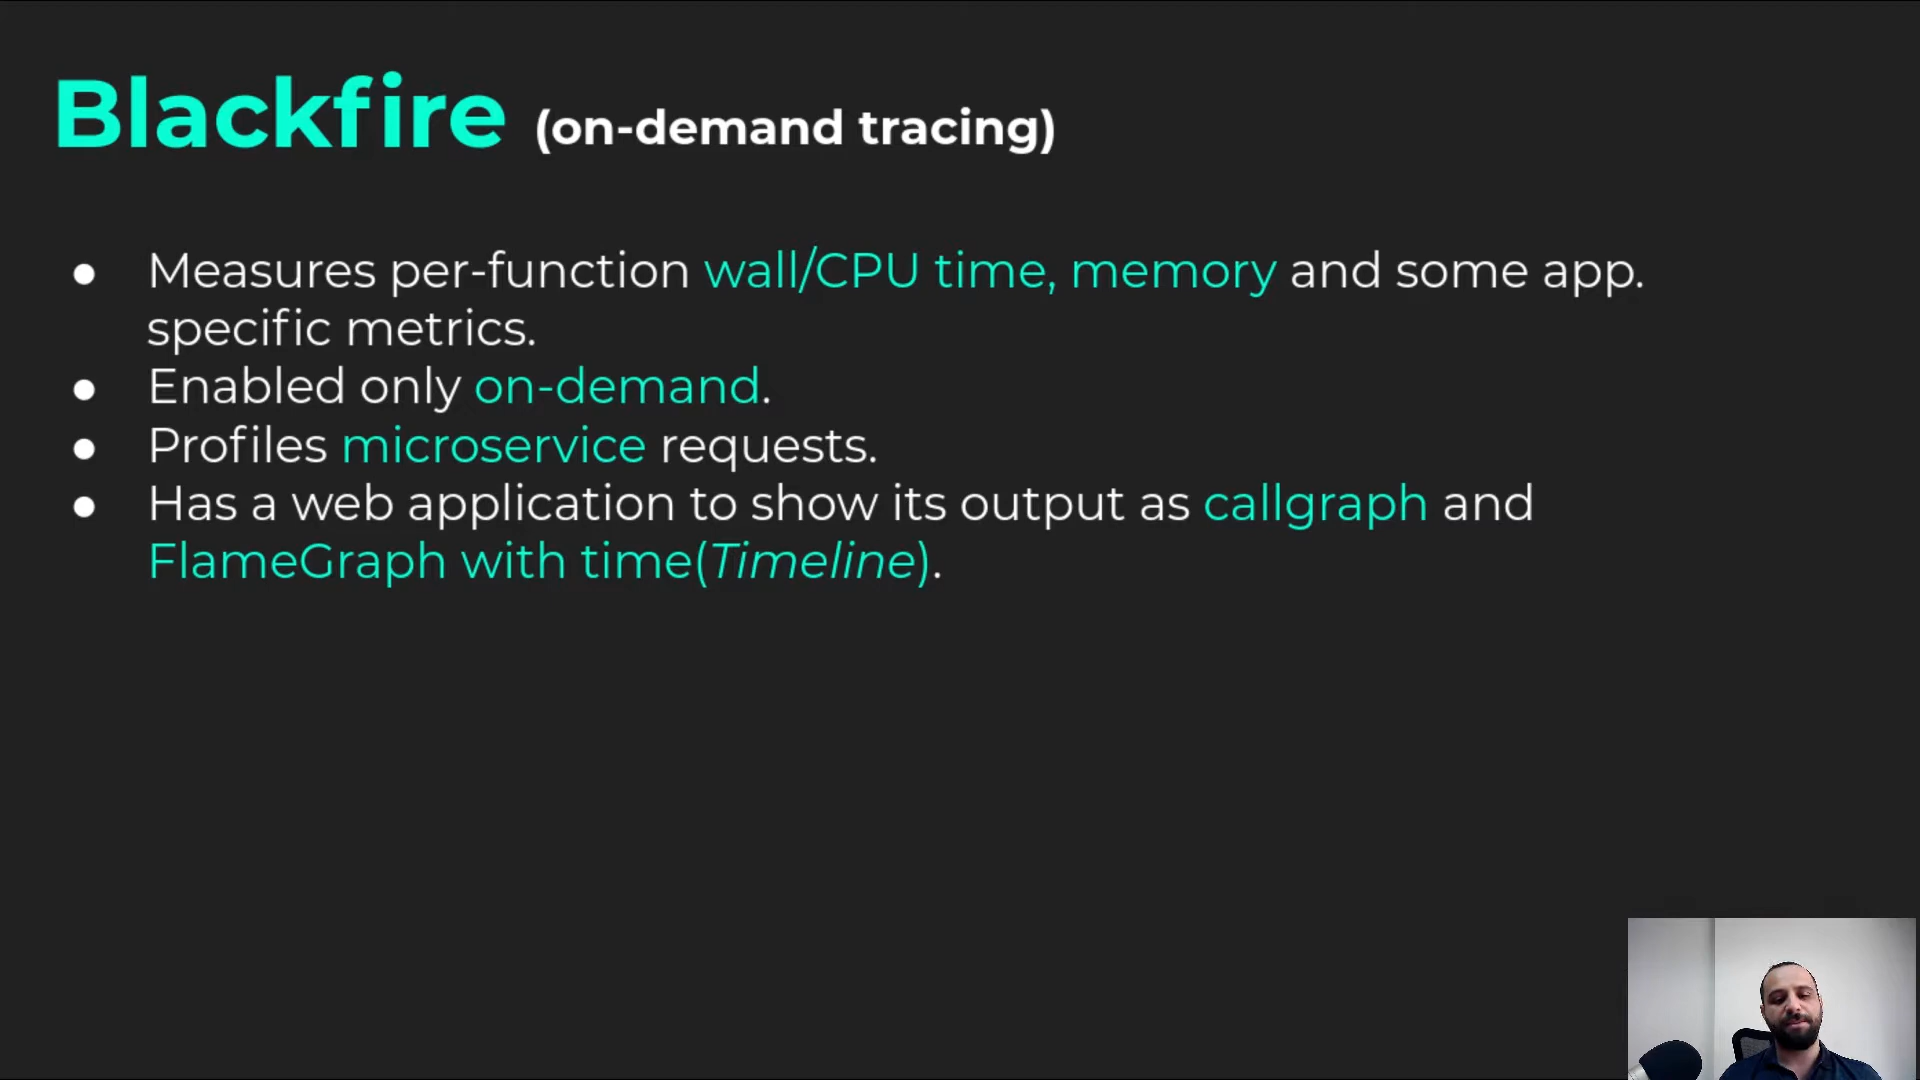 Blackfire (on-demand tracing)
● Measures per-function wall/CPU time, memory and some app.
specific metrics.
● Enabled only on-demand.
● Profiles microservice requests.
● Has a web application to show its output as callgraph and
FlameGraph with time(Timeline).